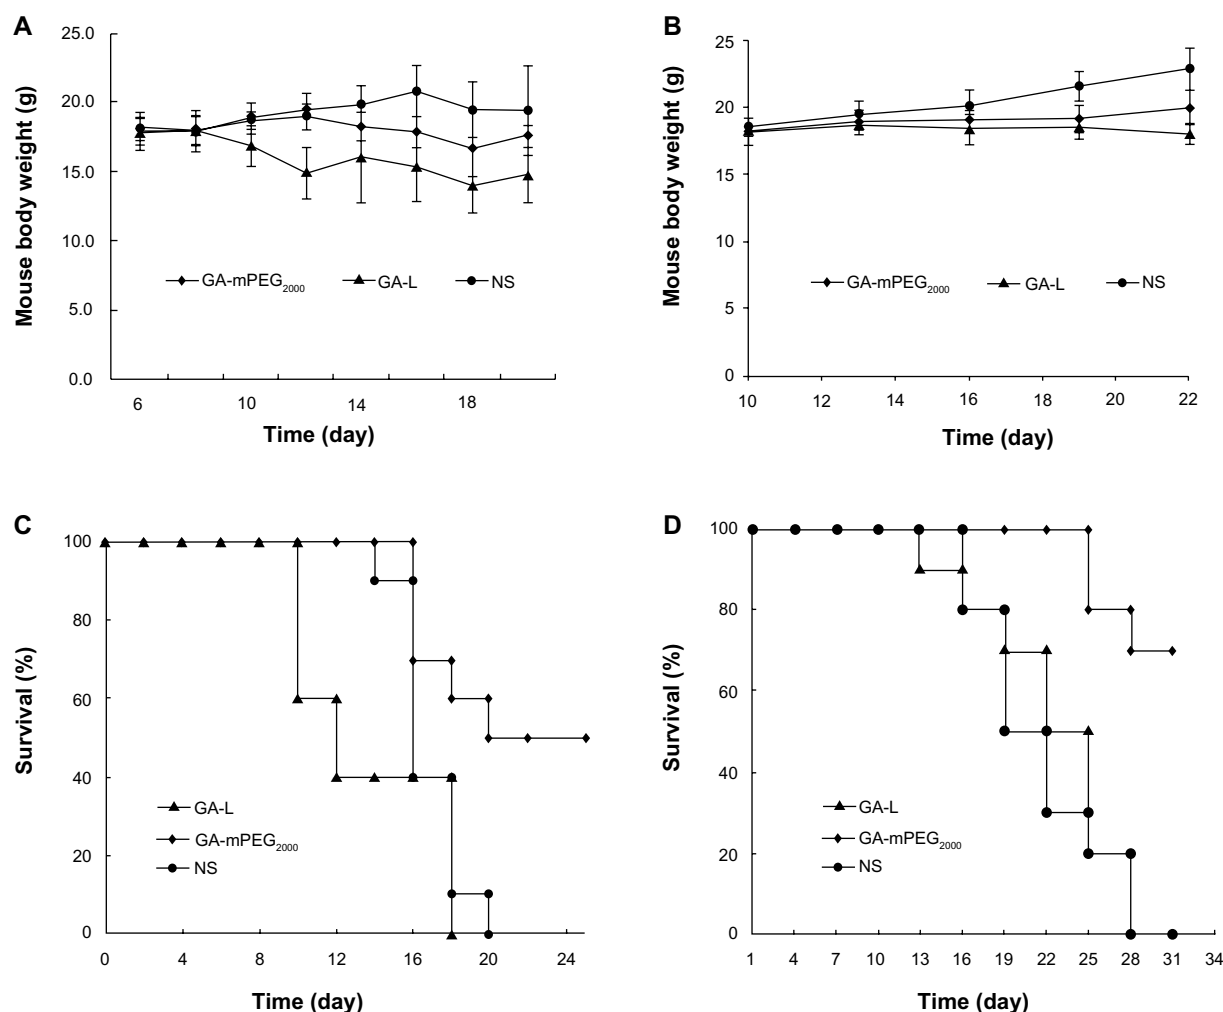 A
25.0
20.0
15.0
10.0
5.0
0.0
Mouse body weight (g)
GA-mPEG2000 GA-L NS
6 10 14 18
Time (day)
B
25
20
15
10
5
0
Mouse body weight (g)
GA-mPEG2000 GA-L NS
10 12 14 16 18 20 22
Time (day)
C
100
80
60
40
20
0
Survival (%)
GA-L
GA-mPEG2000
NS
0 4 8 12 16 20 24
Time (day)
D
100
80
60
40
20
0
Survival (%)
GA-L
GA-mPEG2000
NS
1 4 7 10 13 16 19 22 25 28 31 34
Time (day)